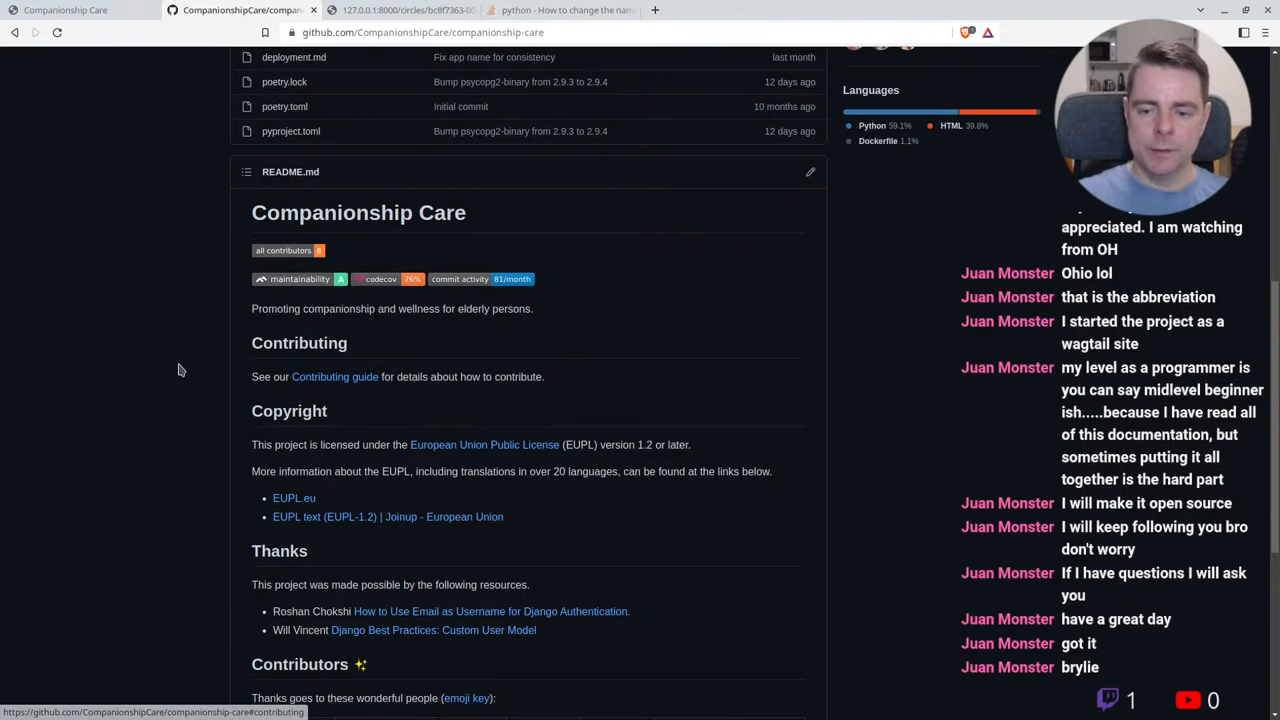 Companionship Care
CompanionshipCare/compani
127.0.0.1:8000/circles/bc8f7363-00
python - How to change the nam
github.com/CompanionshipCare/companionship-care
1
deployment.md Fix app name for consistency last month
poetry.lock Bump psycopg2-binary from 2.9.3 to 2.9.4 12 days ago
poetry.toml Initial commit 10 months ago
pyproject.toml Bump psycopg2-binary from 2.9.3 to 2.9.4 12 days ago
README.md
Companionship Care
all contributors 8
maintainability A codecov 76% commit activity 81/month
Promoting companionship and wellness for elderly persons.
Contributing
See our Contributing guide for details about how to contribute.
Copyright
This project is licensed under the European Union Public License (EUPL) version 1.2 or later.
More information about the EUPL, including translations in over 20 languages, can be found at the links below.
EUPL.eu
EUPL text (EUPL-1.2) | Joinup - European Union
Thanks
This project was made possible by the following resources.
Roshan Chokshi How to Use Email as Username for Django Authentication.
Will Vincent Django Best Practices: Custom User Model
Contributors ✨
Thanks goes to these wonderful people (emoji key):
https://github.com/CompanionshipCare/companionship-care#contributing
Languages
Python 59.1% HTML 39.8%
Dockerfile 1.1%
appreciated. I am watching
from OH
Juan Monster Ohio lol
Juan Monster that is the abbreviation
Juan Monster I started the project as a
wagtail site
Juan Monster my level as a programmer is
you can say midlevel beginner
ish.....because I have read all
of this documentation, but
sometimes putting it all
together is the hard part
Juan Monster I will make it open source
Juan Monster I will keep following you bro
don't worry
Juan Monster If I have questions I will ask
you
Juan Monster have a great day
Juan Monster got it
Juan Monster brylie
1 0